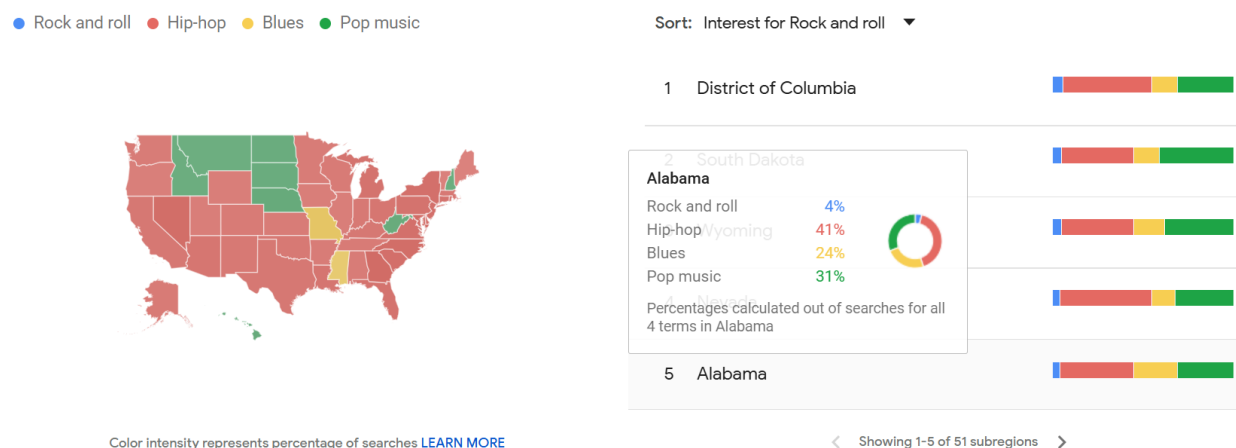 Rock and roll Hip-hop Blues Pop music
Sort: Interest for Rock and roll
1 District of Columbia
2 South Dakota
Alabama
Rock and roll 4%
Hip-hop 41%
Wyoming
Blues 24%
Pop music 31%
4 Nevada
Percentages calculated out of searches for all
4 terms in Alabama
5 Alabama
Color intensity represents percentage of searches LEARN MORE
Showing 1-5 of 51 subregions